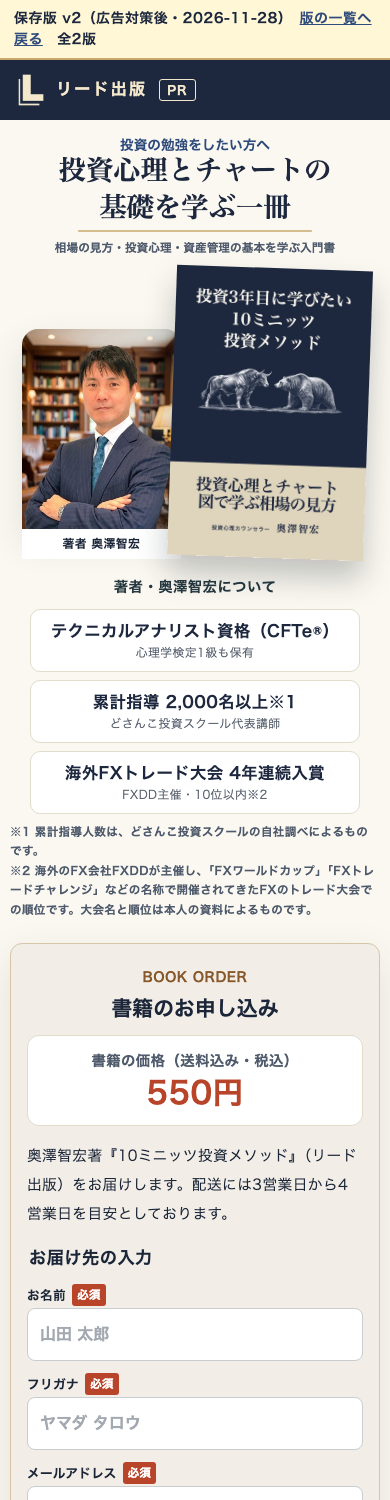 保存版 v2（広告対策後・2026-11-28） 版の一覧へ
戻る 全2版
リード出版 PR
投資の勉強をしたい方へ
投資心理とチャートの
基礎を学ぶ一冊
相場の見方・投資心理・資産管理の基本を学ぶ入門書
投資3年目に学びたい
10ミニッツ
投資メソッド
投資心理とチャート
図で学ぶ相場の見方
投資心理カウンセラー 奥澤智宏
著者 奥澤智宏
著者・奥澤智宏について
テクニカルアナリスト資格（CFTe®）
心理学検定1級も保有
累計指導 2,000名以上※1
どさんこ投資スクール代表講師
海外FXトレード大会 4年連続入賞
FXDD主催・10位以内※2
※1 累計指導人数は、どさんこ投資スクールの自社調べによるもの
です。
※2 海外のFX会社FXDDが主催し、「FXワールドカップ」「FXトレ
ードチャレンジ」などの名称で開催されてきたFXのトレード大会で
の順位です。大会名と順位は本人の資料によるものです。
BOOK ORDER
書籍のお申し込み
書籍の価格（送料込み・税込）
550円
奥澤智宏著『10ミニッツ投資メソッド』（リード
出版）をお届けします。配送には3営業日から4
営業日を目安としております。
お届け先の入力
お名前 必須
山田 太郎
フリガナ 必須
ヤマダ タロウ
メールアドレス 必須